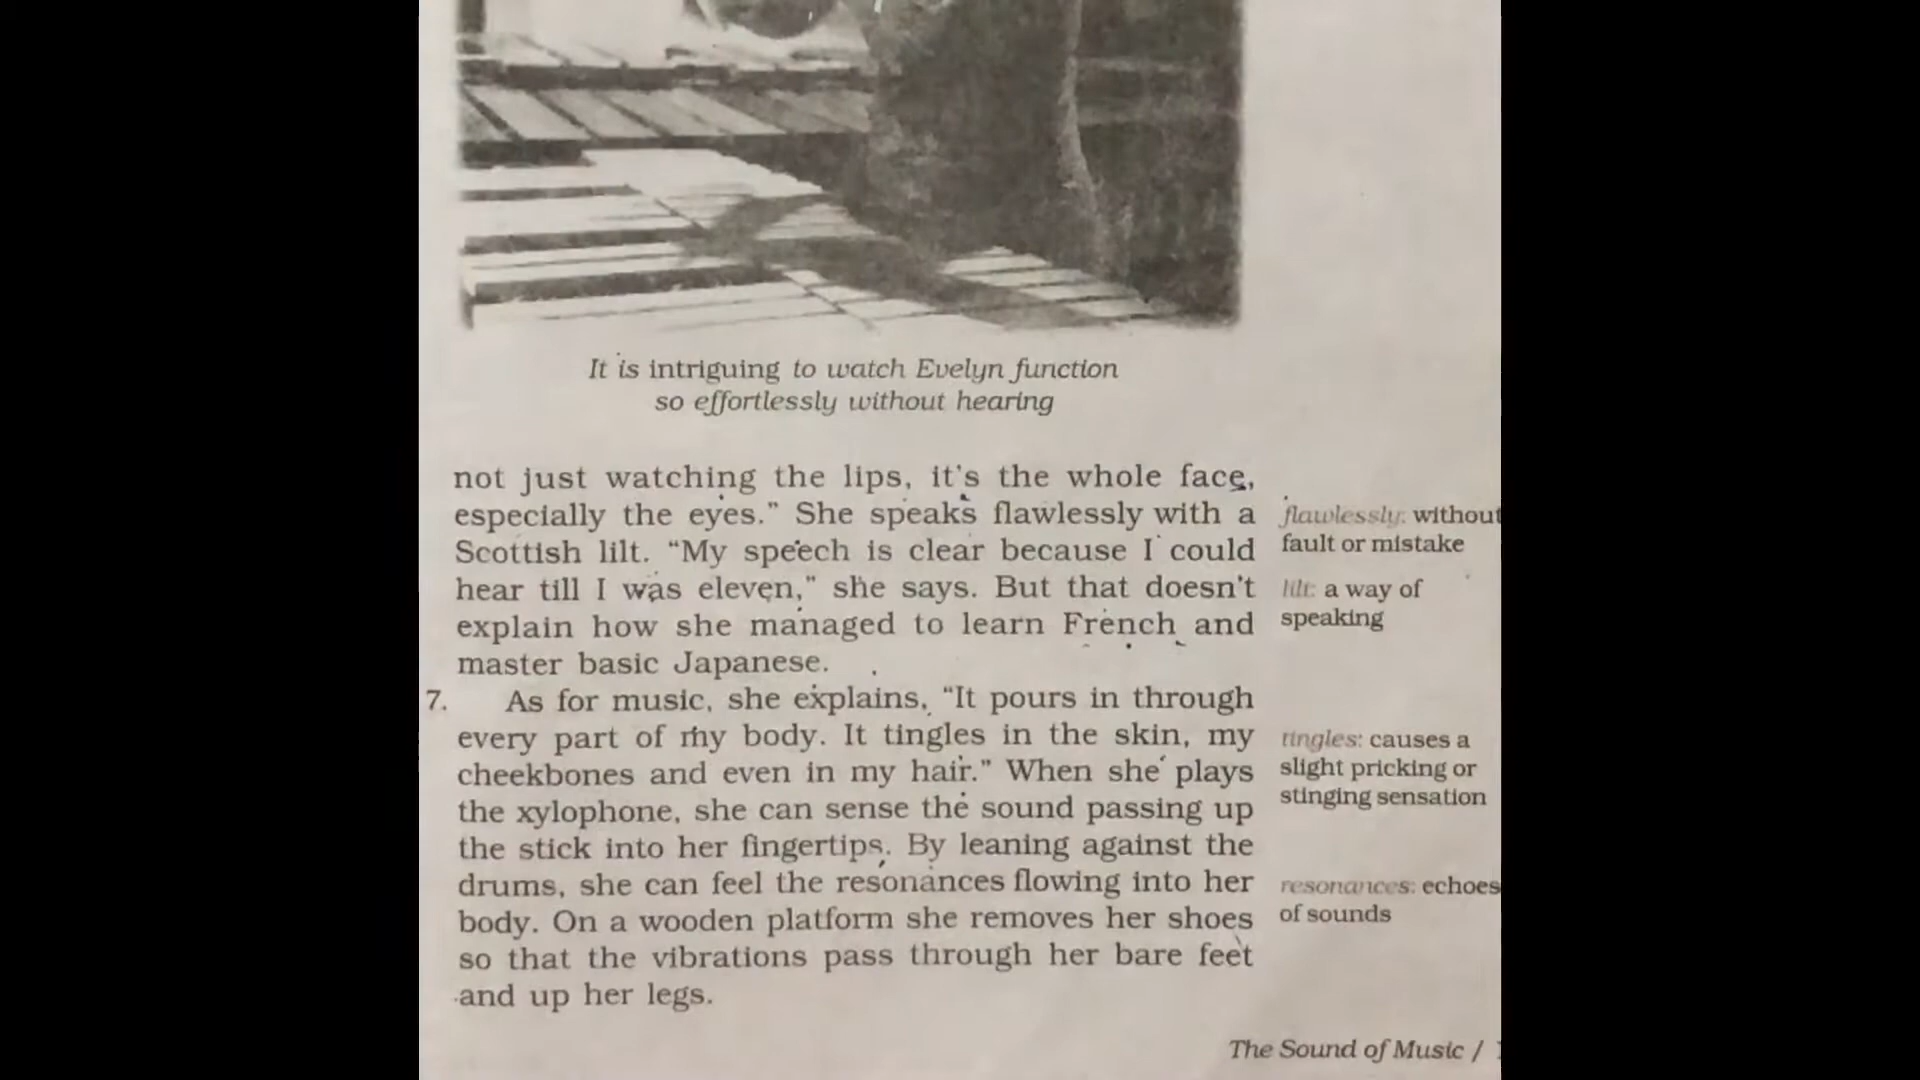 It is intriguing to watch Evelyn function
so effortlessly without hearing
not just watching the lips, it's the whole face,
especially the eyes." She speaks flawlessly with a
Scottish lilt. "My speech is clear because I could
hear till I was eleven," she says. But that doesn't
explain how she managed to learn French and
master basic Japanese.
flawlessly: without
fault or mistake
lilt: a way of
speaking
7. As for music, she explains, "It pours in through
every part of my body. It tingles in the skin, my
cheekbones and even in my hair." When she plays
the xylophone, she can sense the sound passing up
the stick into her fingertips. By leaning against the
drums, she can feel the resonances flowing into her
body. On a wooden platform she removes her shoes
so that the vibrations pass through her bare feet
and up her legs.
tingles: causes a
slight pricking or
stinging sensation
resonances: echoes
of sounds
The Sound of Music /